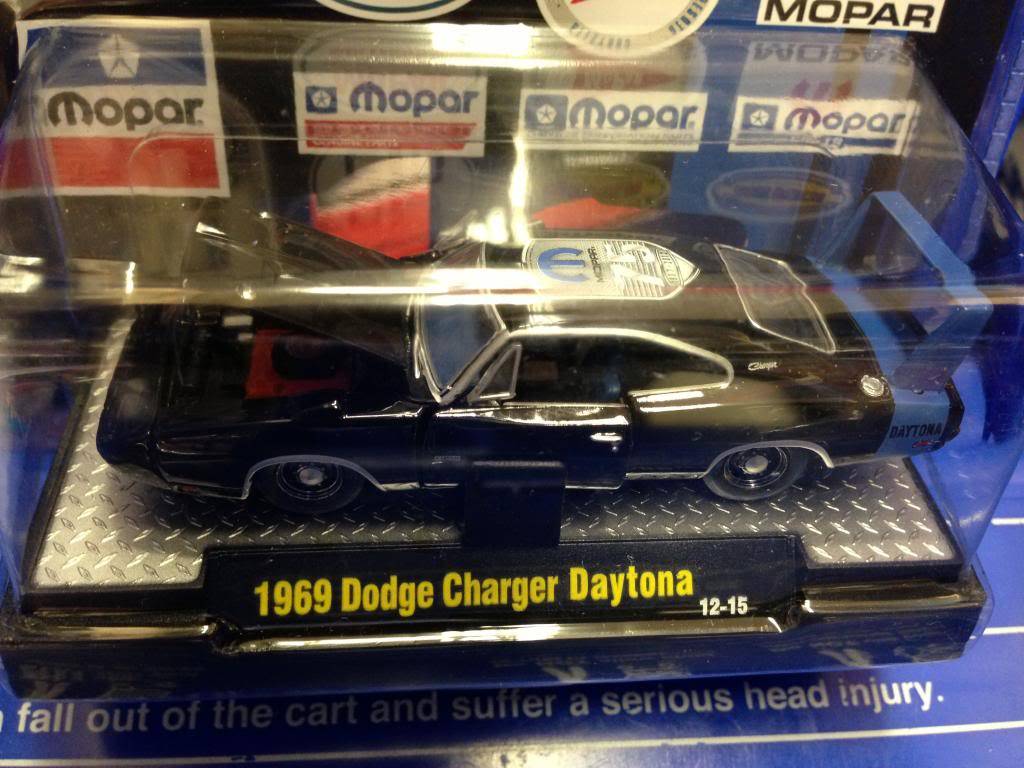 MOPAR
Mopar
Mopar
Mopar
Mopar
MOPAR
Charger
DAYTONA
1969 Dodge Charger Daytona
12-15
fall out of the cart and suffer a serious head injury.